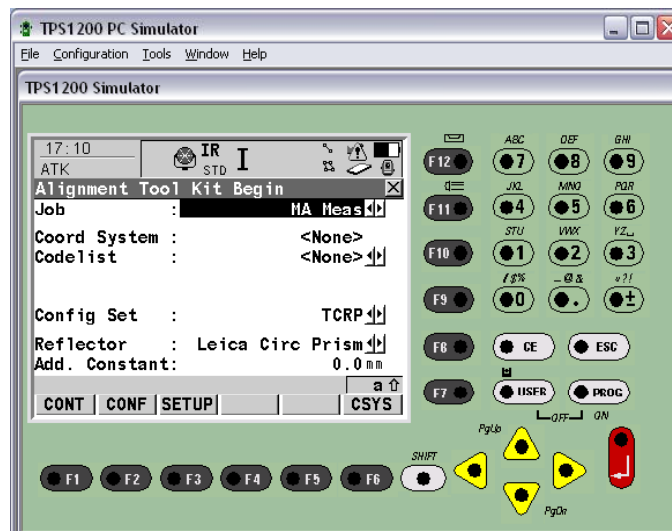 TPS1200 PC Simulator
File Configuration Tools Window Help
TPS1200 Simulator
17:10
ATK
IR
STD
I
Alignment Tool Kit Begin
Job : MA Meas
Coord System : <None>
Codelist : <None>
Config Set : TCRP
Reflector : Leica Circ Prism
Add. Constant: 0.0 mm
a
CONT CONF SETUP CSYS
F12
F11
F10
F9
F8
F7
ABC DEF GHI
7 8 9
JKL MNO PQR
4 5 6
STU VWX YZ
1 2 3
/$% _@& *?!
0 . ±
CE ESC
USER PROG
OFF ON
PgUp
SHIFT
F1 F2 F3 F4 F5 F6
PgDn